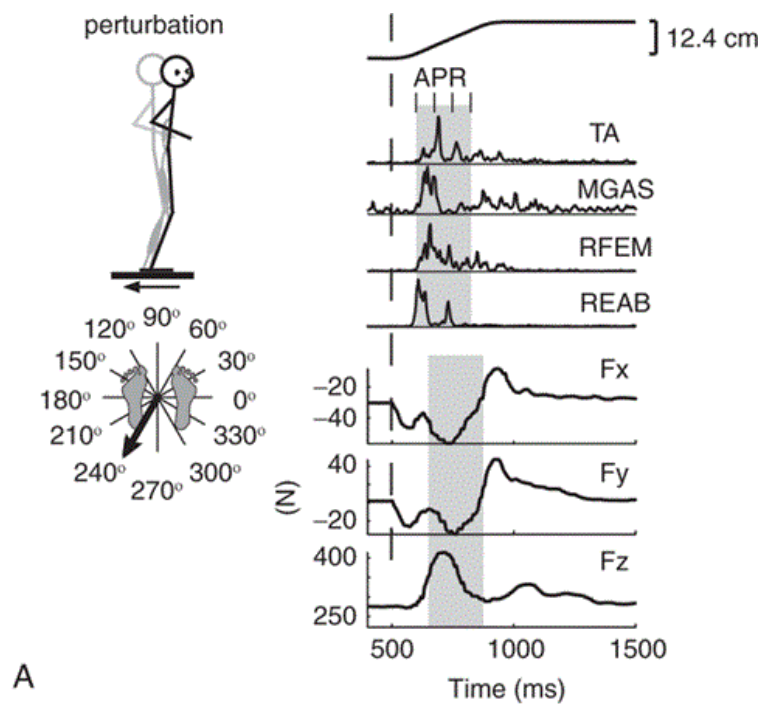 perturbation
12.4 cm
APR
TA
MGAS
RFEM
REAB
90°
120° 60°
150° 30°
180° 0°
210° 330°
240° 300°
270°
Fx
−20
−40
Fy
40
−20
(N)
Fz
400
250
500 1000 1500
Time (ms)
A